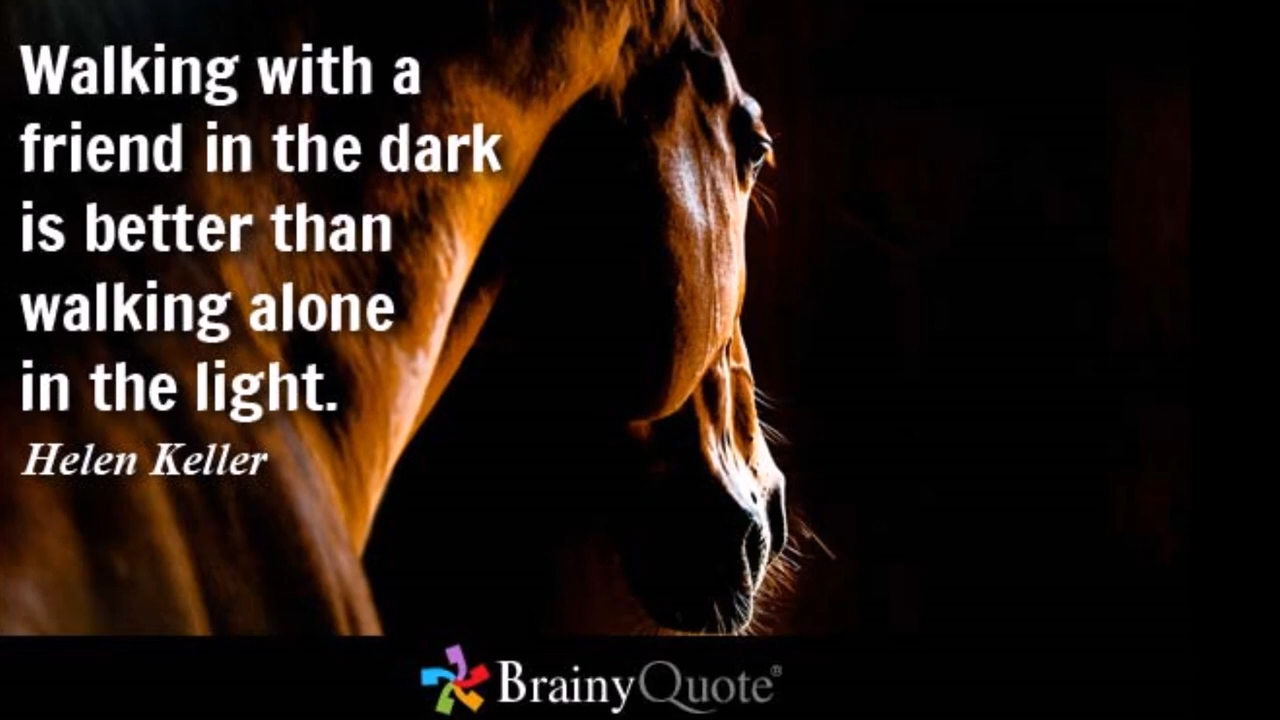 Walking with a
friend in the dark
is better than
walking alone
in the light.
Helen Keller
BrainyQuote®